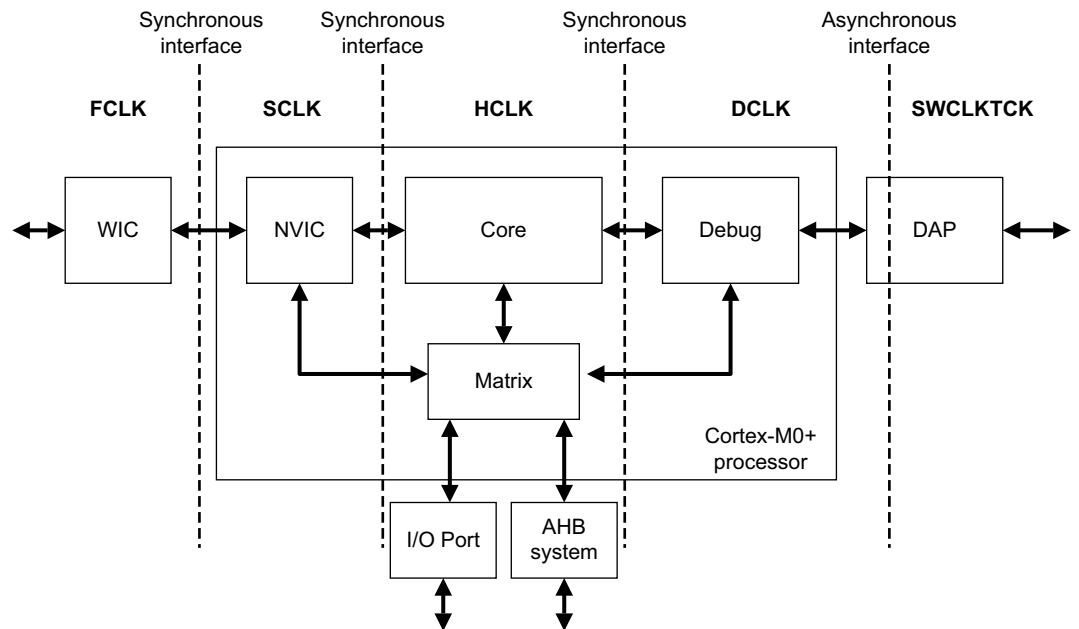 Synchronous
interface
Synchronous
interface
Synchronous
interface
Asynchronous
interface
FCLK
SCLK
HCLK
DCLK
SWCLKTCK
WIC
NVIC
Core
Debug
DAP
Matrix
Cortex-M0+
processor
I/O Port
AHB
system